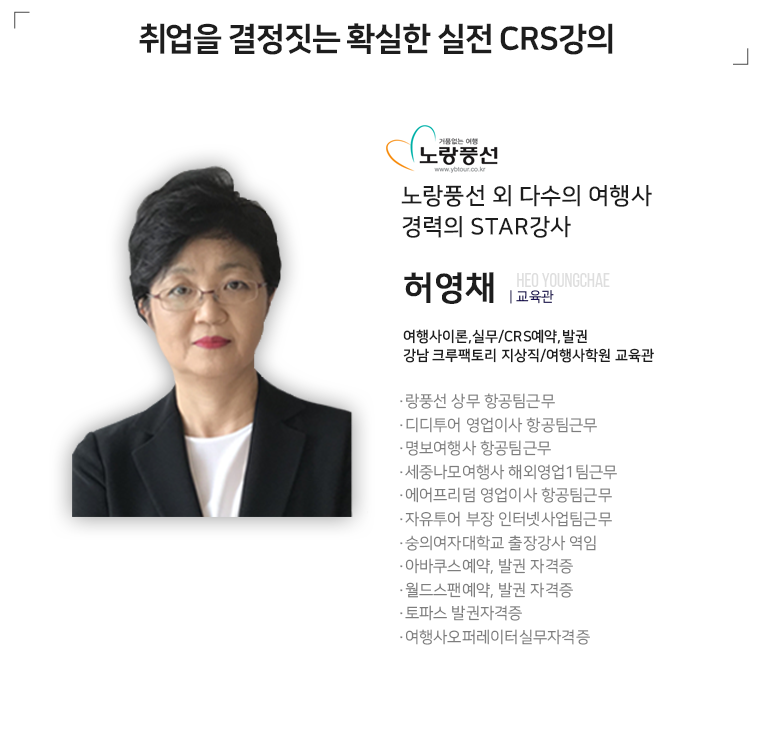 취업을 결정짓는 확실한 실전 CRS강의
거품없는 여행
노랑풍선
www.ybtour.co.kr
노랑풍선 외 다수의 여행사
경력의 STAR강사
허영채 HEO YOUNGCHAE
| 교육관
여행사이론,실무/CRS예약,발권
강남 크루팩토리 지상직/여행사학원 교육관
·랑풍선 상무 항공팀근무
·디디투어 영업이사 항공팀근무
·명보여행사 항공팀근무
·세중나모여행사 해외영업1팀근무
·에어프리덤 영업이사 항공팀근무
·자유투어 부장 인터넷사업팀근무
·숭의여자대학교 출장강사 역임
·아바쿠스예약, 발권 자격증
·월드스팬예약, 발권 자격증
·토파스 발권자격증
·여행사오퍼레이터실무자격증